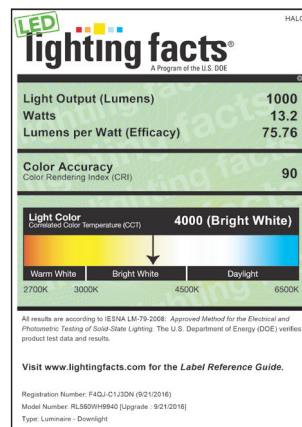 HALO
LED
lighting facts®
A Program of the U.S. DOE
Light Output (Lumens) 1000
Watts 13.2
Lumens per Watt (Efficacy) 75.76
Color Accuracy
Color Rendering Index (CRI) 90
Light Color
Correlated Color Temperature (CCT) 4000 (Bright White)
Warm White Bright White Daylight
2700K 3000K 4500K 6500K
All results are according to IESNA LM-79-2008: Approved Method for the Electrical and
Photometric Testing of Solid-State Lighting. The U.S. Department of Energy (DOE) verifies
product test data and results.
Visit www.lightingfacts.com for the Label Reference Guide.
Registration Number: F4QJ-C1J3DN (9/21/2016)
Model Number: RL560WH9940 [Upgrade : 9/21/2016]
Type: Luminaire - Downlight